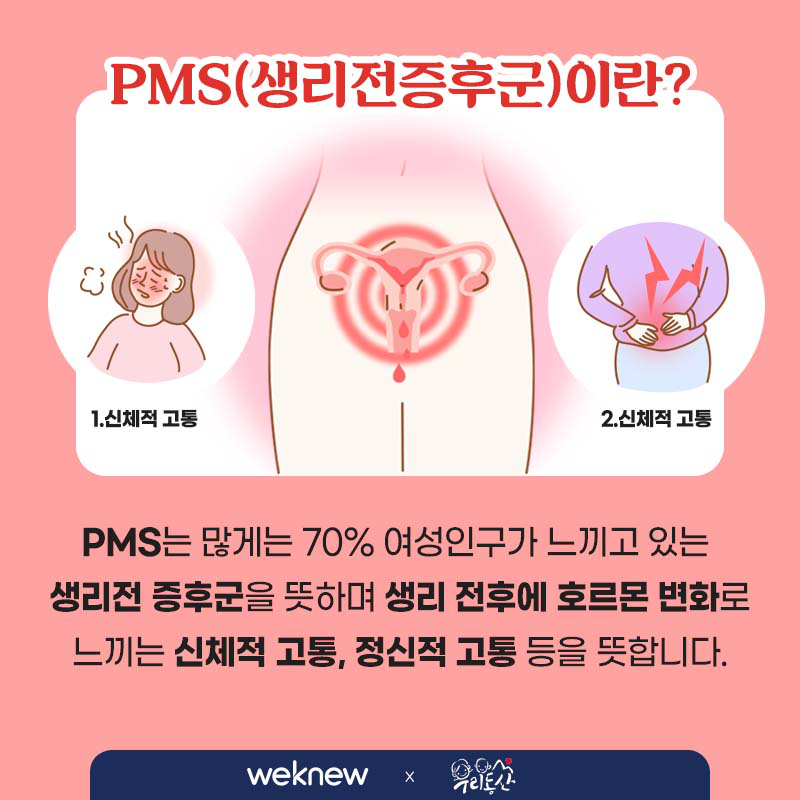 PMS(생리전증후군)이란?
1.신체적 고통
2.신체적 고통
PMS는 많게는 70% 여성인구가 느끼고 있는
생리전 증후군을 뜻하며 생리 전후에 호르몬 변화로
느끼는 신체적 고통, 정신적 고통 등을 뜻합니다.
weknew x 우리동산